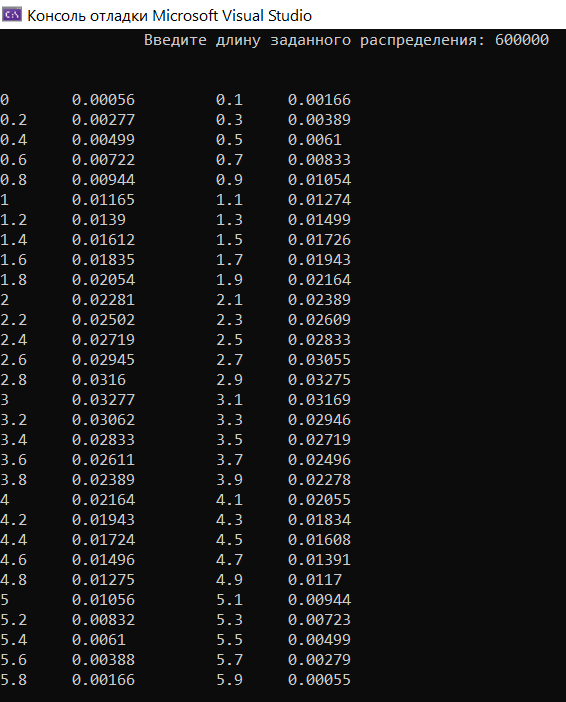 Консоль отладки Microsoft Visual Studio
Введите длину заданного распределения: 600000
0 0.00056 0.1 0.00166
0.2 0.00277 0.3 0.00389
0.4 0.00499 0.5 0.0061
0.6 0.00722 0.7 0.00833
0.8 0.00944 0.9 0.01054
1 0.01165 1.1 0.01274
1.2 0.0139 1.3 0.01499
1.4 0.01612 1.5 0.01726
1.6 0.01835 1.7 0.01943
1.8 0.02054 1.9 0.02164
2 0.02281 2.1 0.02389
2.2 0.02502 2.3 0.02609
2.4 0.02719 2.5 0.02833
2.6 0.02945 2.7 0.03055
2.8 0.0316 2.9 0.03275
3 0.03277 3.1 0.03169
3.2 0.03062 3.3 0.02946
3.4 0.02833 3.5 0.02719
3.6 0.02611 3.7 0.02496
3.8 0.02389 3.9 0.02278
4 0.02164 4.1 0.02055
4.2 0.01943 4.3 0.01834
4.4 0.01724 4.5 0.01608
4.6 0.01496 4.7 0.01391
4.8 0.01275 4.9 0.0117
5 0.01056 5.1 0.00944
5.2 0.00832 5.3 0.00723
5.4 0.0061 5.5 0.00499
5.6 0.00388 5.7 0.00279
5.8 0.00166 5.9 0.00055